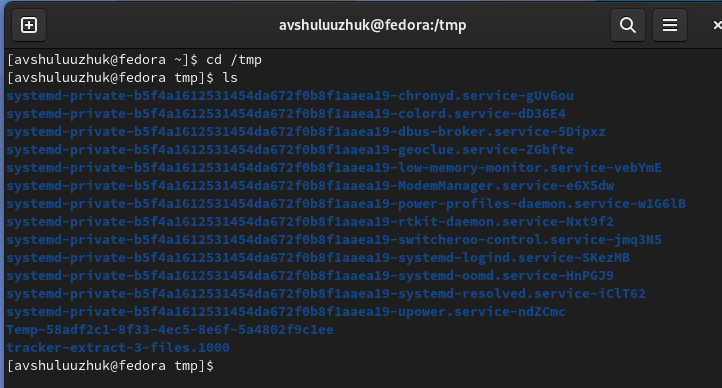 avshuluuzhuk@fedora:/tmp
[avshuluuzhuk@fedora ~]$ cd /tmp
[avshuluuzhuk@fedora tmp]$ ls
systemd-private-b5f4a1612531454da672f0b8f1aaea19-chronyd.service-gUv6ou
systemd-private-b5f4a1612531454da672f0b8f1aaea19-colord.service-dD36E4
systemd-private-b5f4a1612531454da672f0b8f1aaea19-dbus-broker.service-5Dipxz
systemd-private-b5f4a1612531454da672f0b8f1aaea19-geoclue.service-ZGbfte
systemd-private-b5f4a1612531454da672f0b8f1aaea19-low-memory-monitor.service-vebYmE
systemd-private-b5f4a1612531454da672f0b8f1aaea19-ModemManager.service-e6X5dw
systemd-private-b5f4a1612531454da672f0b8f1aaea19-power-profiles-daemon.service-w1GGlB
systemd-private-b5f4a1612531454da672f0b8f1aaea19-rtkit-daemon.service-Nxt9f2
systemd-private-b5f4a1612531454da672f0b8f1aaea19-switcheroo-control.service-jmq3N5
systemd-private-b5f4a1612531454da672f0b8f1aaea19-systemd-logind.service-SKezMB
systemd-private-b5f4a1612531454da672f0b8f1aaea19-systemd-oomd.service-HnPGJ9
systemd-private-b5f4a1612531454da672f0b8f1aaea19-systemd-resolved.service-iClT62
systemd-private-b5f4a1612531454da672f0b8f1aaea19-upower.service-ndZCmc
Temp-58adf2c1-8f33-4ec5-8e6f-5a4802f9c1ee
tracker-extract-3-files.1000
[avshuluuzhuk@fedora tmp]$